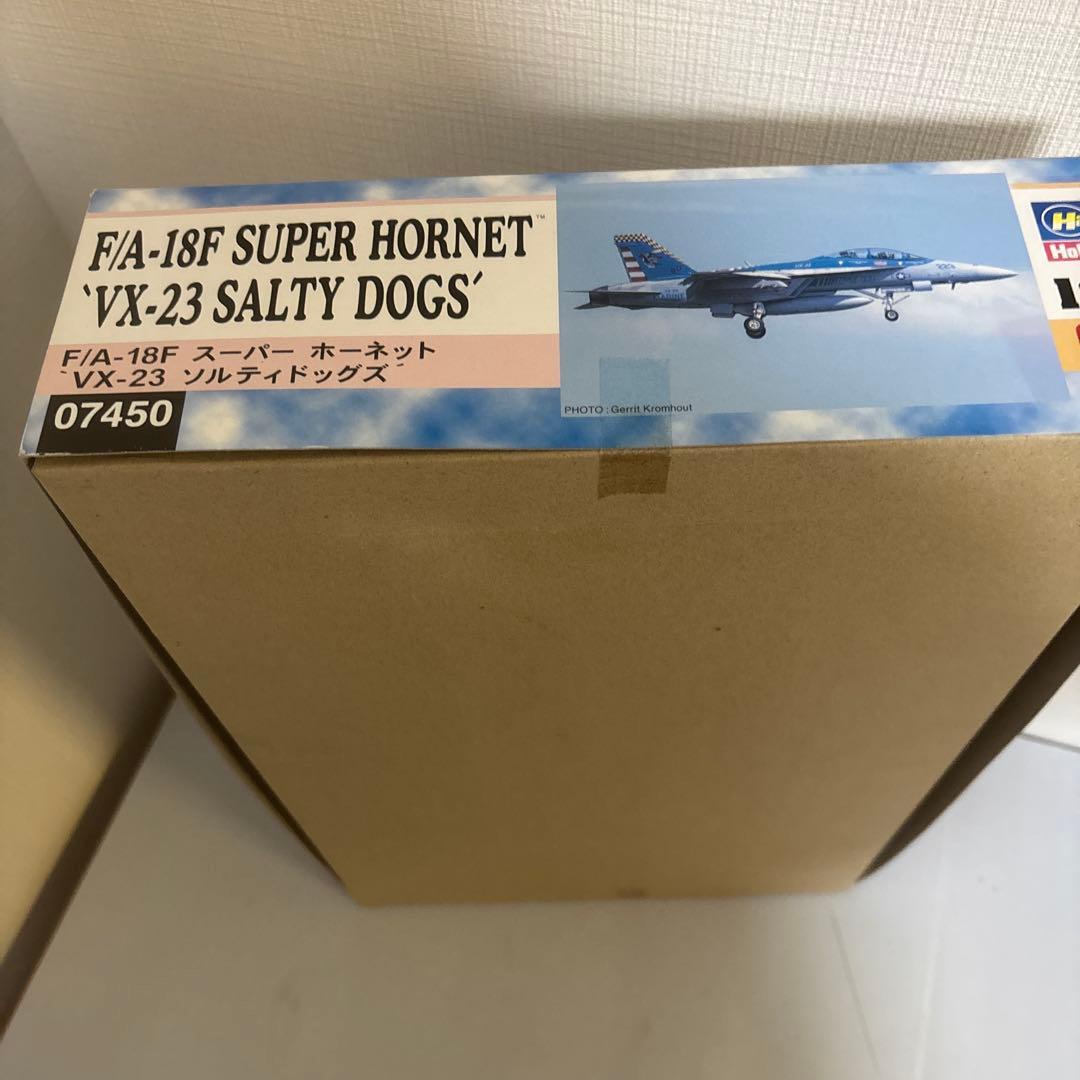 F/A-18F SUPER HORNET™
‵VX-23 SALTY DOGS′
F/A-18F スーパー ホーネット
‵VX-23 ソルティドッグズ′
07450
PHOTO : Gerrit Kromhout